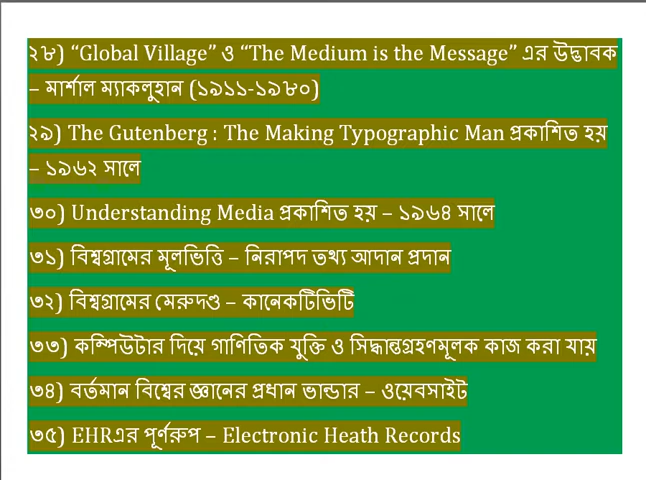 ২৮) “Global Village” ও “The Medium is the Message” এর উদ্ভাবক
– মার্শাল ম্যাকলুহান (১৯১১-১৯৮০)
২৯) The Gutenberg : The Making Typographic Man প্রকাশিত হয়
– ১৯৬২ সালে
৩০) Understanding Media প্রকাশিত হয় – ১৯৬৪ সালে
৩১) বিশ্বগ্রামের মূলভিত্তি – নিরাপদ তথ্য আদান প্রদান
৩২) বিশ্বগ্রামের মেরুদণ্ড – কানেকটিভিটি
৩৩) কম্পিউটার দিয়ে গাণিতিক যুক্তি ও সিদ্ধান্তগ্রহণমূলক কাজ করা যায়
৩৪) বর্তমান বিশ্বের জ্ঞানের প্রধান ভান্ডার – ওয়েবসাইট
৩৫) EHRএর পূর্ণরুপ – Electronic Heath Records